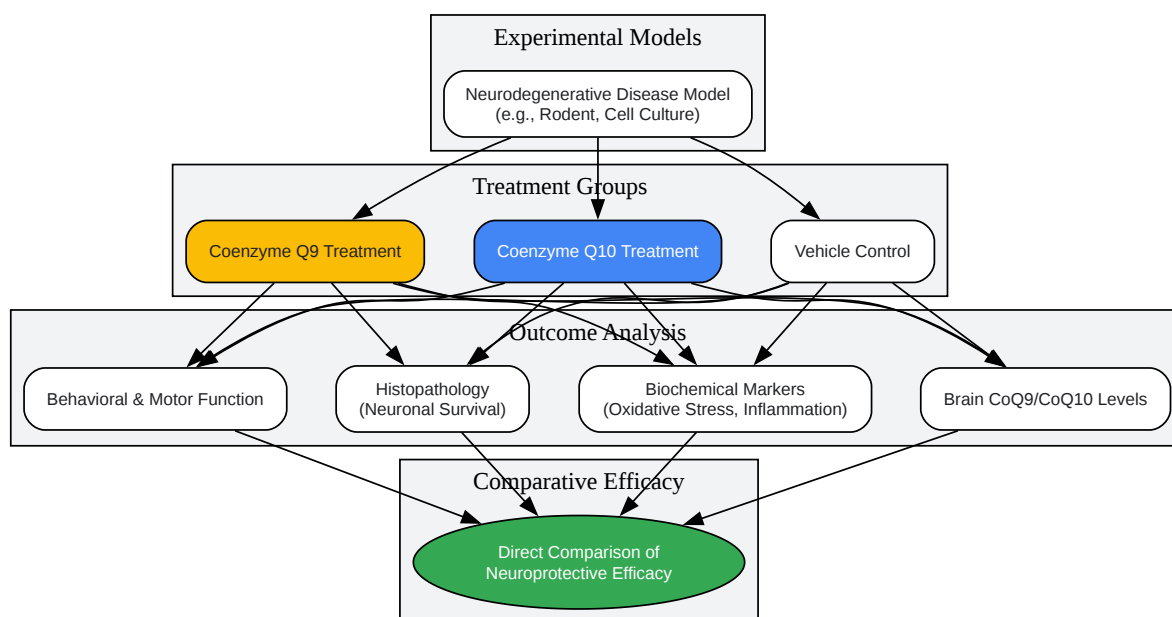 Experimental Models
Neurodegenerative Disease Model
(e.g., Rodent, Cell Culture)
Treatment Groups
Coenzyme Q9 Treatment
Coenzyme Q10 Treatment
Vehicle Control
Outcome Analysis
Behavioral & Motor Function
Histopathology
(Neuronal Survival)
Biochemical Markers
(Oxidative Stress, Inflammation)
Brain CoQ9/CoQ10 Levels
Comparative Efficacy
Direct Comparison of
Neuroprotective Efficacy